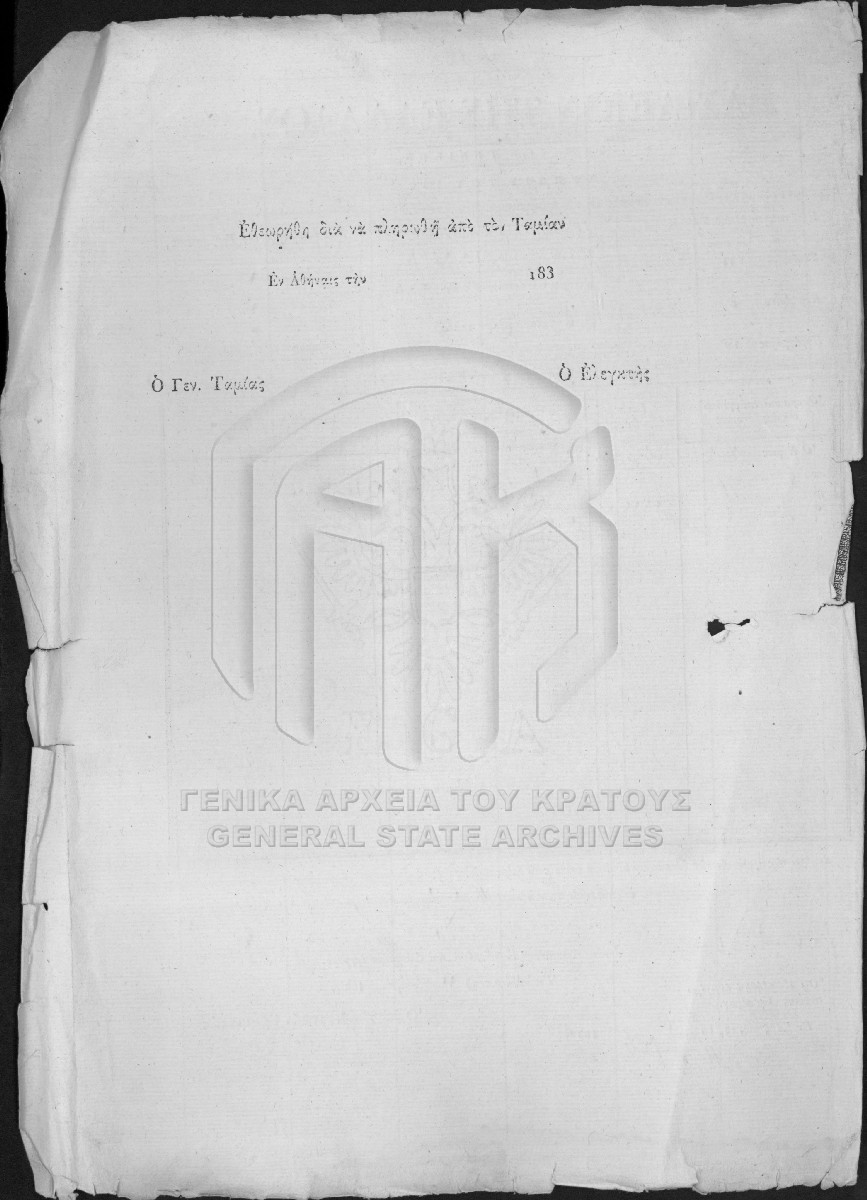 Ἐθεωρήθη διὰ νὰ πληρωθῇ ἀπὸ τὸν Ταμίαν
Ἐν Ἀθήναις τὴν 183
Ὁ Γεν. Ταμίας Ὁ Ἐλεγκτὴς
ΓΕΝΙΚΑ ΑΡΧΕΙΑ ΤΟΥ ΚΡΑΤΟΥΣ
GENERAL STATE ARCHIVES